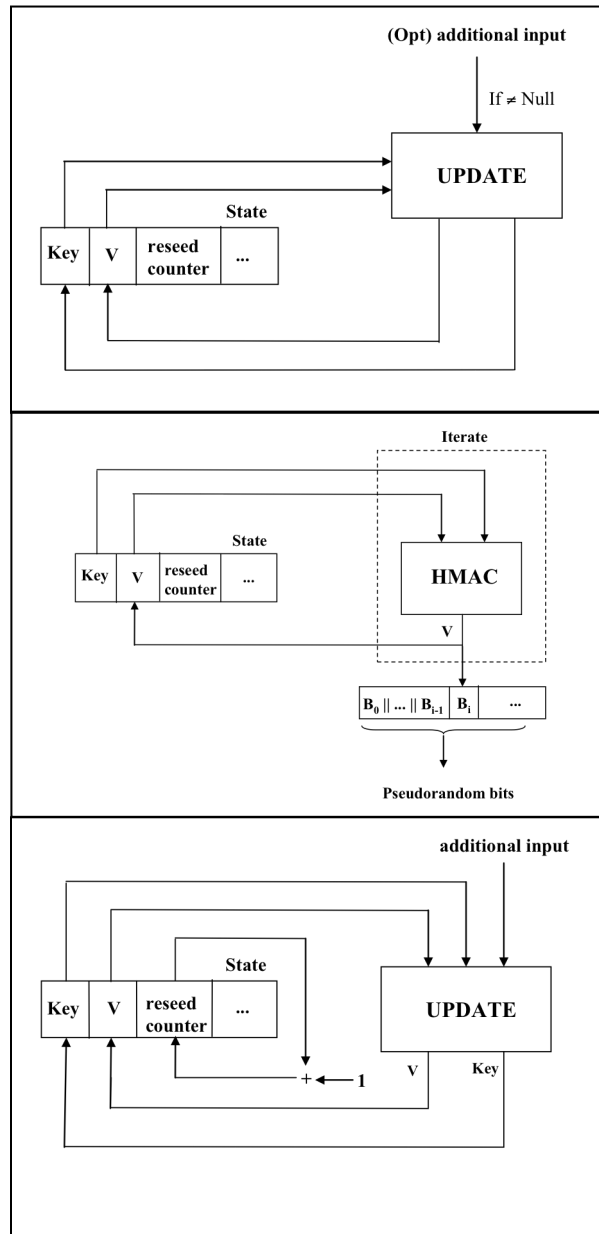 (Opt) additional input
If ≠ Null
UPDATE
State
Key V reseed counter ...
Iterate
State
Key V reseed counter ...
HMAC
V
B0 || ... || Bi-1 Bi ...
Pseudorandom bits
additional input
State
Key V reseed counter ...
UPDATE
V Key
+ 1